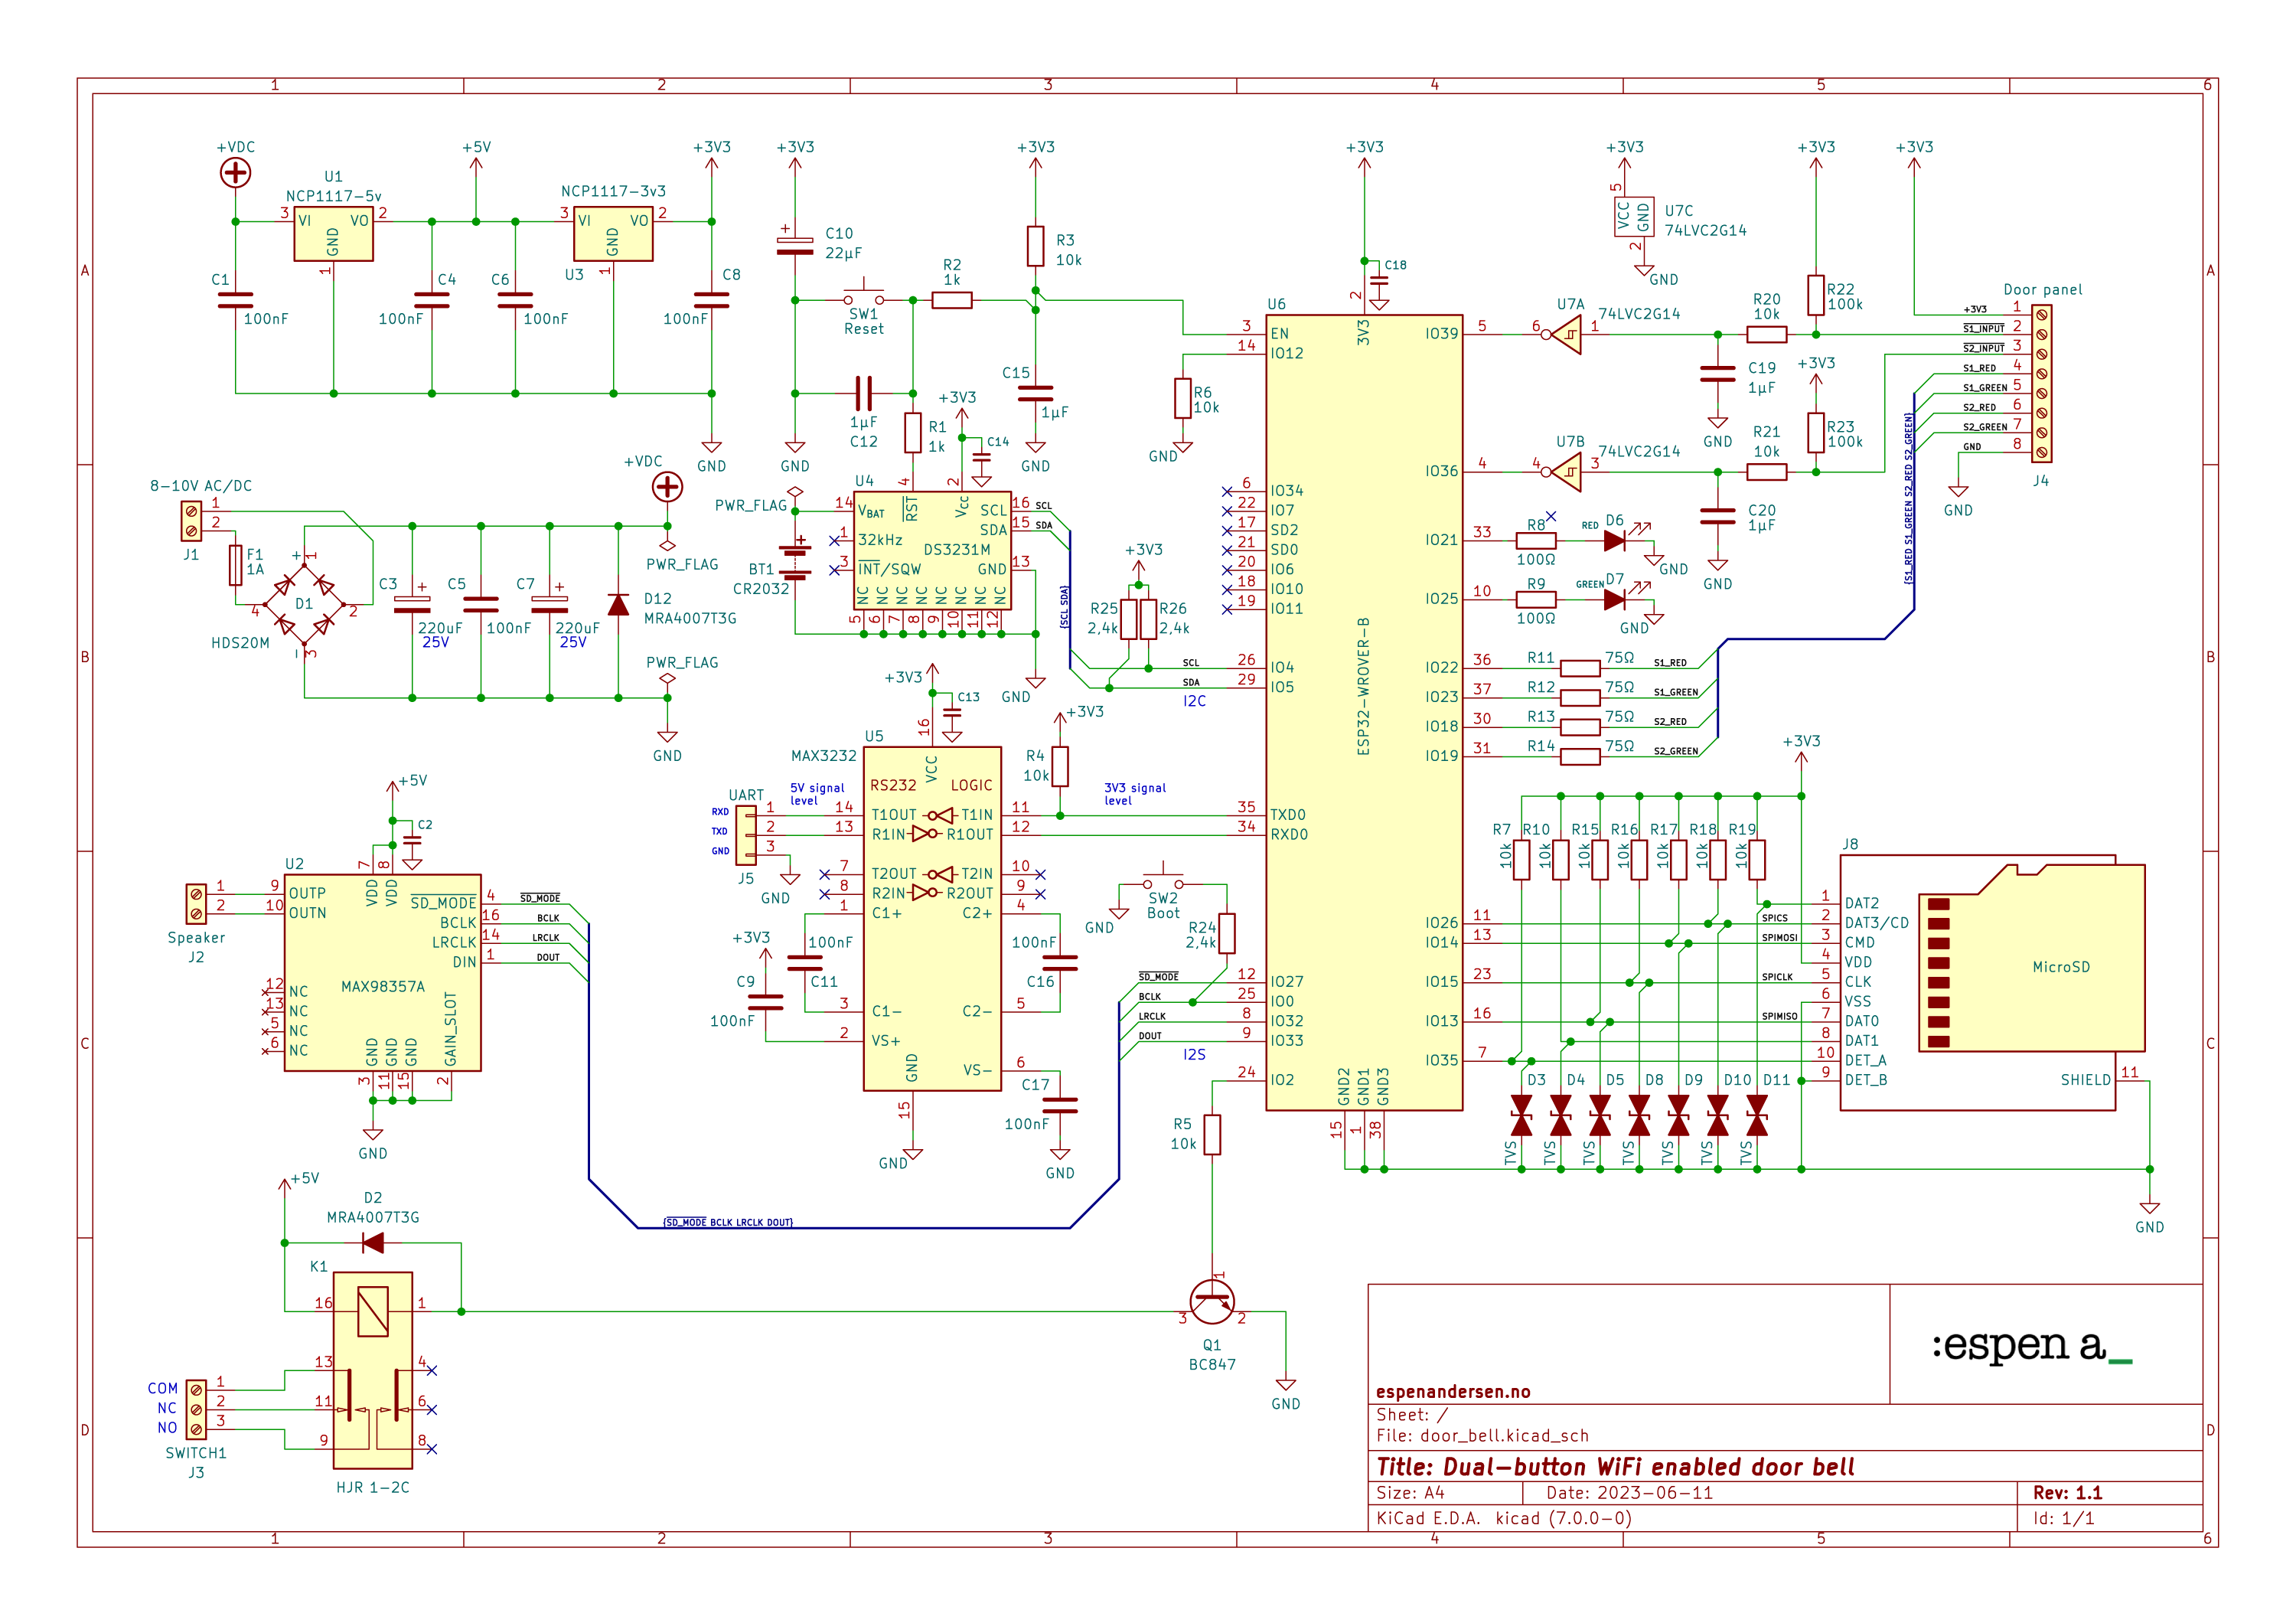 1 2 3 4 5 6
A A
B B
C C
D D
1 2 3 4 5 6
+VDC
U1
NCP1117-5v
3 VI VO 2
GND
1
+5V
NCP1117-3v3
3 VI VO 2
GND
U3 1
+3V3
C1
100nF
C4
100nF
C6
100nF
C8
100nF
GND
8-10V AC/DC
1
2
J1
F1
1A
+ 1
D1
4 2
- 3
HDS20M
C3 +
220uF
25V
C5
100nF
C7 +
220uF
25V
D12
MRA4007T3G
+VDC
PWR_FLAG
PWR_FLAG
GND
+3V3
+
C10
22µF
SW1
Reset
R2
1k
+3V3
R3
10k
C15
1µF
GND
1µF
C12
GND
R1
1k
+3V3
C14
PWR_FLAG
BT1
CR2032
+
U4
DS3231M
4 RST
2 Vcc
14 VBAT
1 32kHz
3 INT/SQW
SCL 16 SCL
SDA 15 SDA
GND 13
NC NC NC NC NC NC NC NC
5 6 7 8 9 10 11 12
GND
{SCL SDA}
+3V3
R25
2,4k
R26
2,4k
SCL
SDA
I2C
+3V3
C13
U5
MAX3232
16 VCC
RS232 LOGIC
14 T1OUT T1IN 11
13 R1IN R1OUT 12
7 T2OUT T2IN 10
8 R2IN R2OUT 9
1 C1+ C2+ 4
3 C1- C2- 5
2 VS+
VS- 6
GND
15
GND
5V signal
level
3V3 signal
level
UART
RXD 1
TXD 2
GND 3
J5
GND
+3V3
R4
10k
+3V3
C9
100nF
100nF
C11
100nF
C16
C17
100nF
GND
SW2
Boot
GND
R24
2,4k
SD_MODE
BCLK
LRCLK
DOUT
I2S
R5
10k
+5V
C2
U2
MAX98357A
7 VDD
8 VDD
9 OUTP
10 OUTN
SD_MODE 4 SD_MODE
BCLK 16 BCLK
LRCLK 14 LRCLK
DIN 1 DOUT
12 NC
13 NC
5 NC
6 NC
GND GND GND GAIN_SLOT
3 11 15 2
GND
1
2
Speaker
J2
{SD_MODE BCLK LRCLK DOUT}
+5V
D2
MRA4007T3G
K1
16 1
13 4
11 6
9 8
HJR 1-2C
COM 1
NC 2
NO 3
SWITCH1
J3
1
3 2
Q1
BC847
GND
+3V3
C18
U6
ESP32-WROVER-B
2 3V3
3 EN
14 IO12
R6
10k
GND
6 IO34
22 IO7
17 SD2
21 SD0
20 IO6
18 IO10
19 IO11
26 IO4
29 IO5
35 TXD0
34 RXD0
12 IO27
25 IO0
8 IO32
9 IO33
24 IO2
IO39 5
IO36 4
IO21 33
IO25 10
IO22 36
IO23 37
IO18 30
IO19 31
IO26 11
IO14 13
IO15 23
IO13 16
IO35 7
GND2 GND1 GND3
15 1 38
+3V3
5
VCC GND
2
U7C
74LVC2G14
GND
U7A
74LVC2G14
6 1
U7B
74LVC2G14
4 3
R20
10k
C19
1µF
GND
R21
10k
C20
1µF
GND
+3V3
R22
100k
+3V3
R23
100k
+3V3
Door panel
+3V3 1
S1_INPUT 2
S2_INPUT 3
S1_RED 4
S1_GREEN 5
S2_RED 6
S2_GREEN 7
GND 8
J4
GND
{S1_RED S1_GREEN S2_RED S2_GREEN}
R8
100Ω
RED D6
GND
R9
100Ω
GREEN D7
GND
R11 75Ω S1_RED
R12 75Ω S1_GREEN
R13 75Ω S2_RED
R14 75Ω S2_GREEN
+3V3
R7 R10 R15 R16 R17 R18 R19
10k 10k 10k 10k 10k 10k 10k
SPICS
SPIMOSI
SPICLK
SPIMISO
D3 D4 D5 D8 D9 D10 D11
TVS TVS TVS TVS TVS TVS TVS
J8
MicroSD
1 DAT2
2 DAT3/CD
3 CMD
4 VDD
5 CLK
6 VSS
7 DAT0
8 DAT1
10 DET_A
9 DET_B
SHIELD 11
GND
:espen a_
espenandersen.no
Sheet: /
File: door_bell.kicad_sch
Title: Dual-button WiFi enabled door bell
Size: A4 Date: 2023-06-11 Rev: 1.1
KiCad E.D.A. kicad (7.0.0-0) Id: 1/1